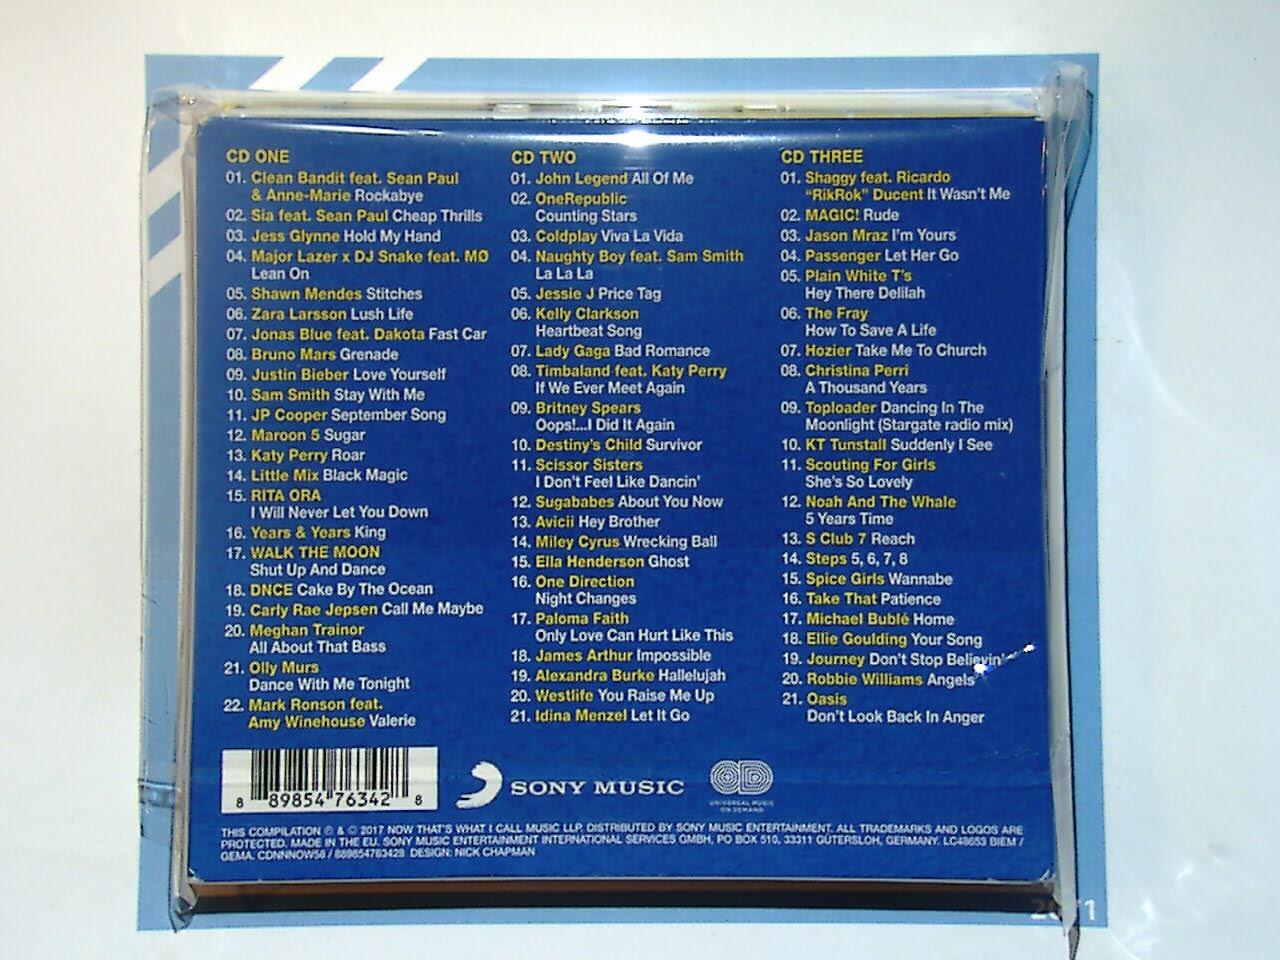 CD ONE
01. Clean Bandit feat. Sean Paul
& Anne-Marie Rockabye
02. Sia feat. Sean Paul Cheap Thrills
03. Jess Glynne Hold My Hand
04. Major Lazer x DJ Snake feat. MØ
Lean On
05. Shawn Mendes Stitches
06. Zara Larsson Lush Life
07. Jonas Blue feat. Dakota Fast Car
08. Bruno Mars Grenade
09. Justin Bieber Love Yourself
10. Sam Smith Stay With Me
11. JP Cooper September Song
12. Maroon 5 Sugar
13. Katy Perry Roar
14. Little Mix Black Magic
15. RITA ORA
I Will Never Let You Down
16. Years & Years King
17. WALK THE MOON
Shut Up And Dance
18. DNCE Cake By The Ocean
19. Carly Rae Jepsen Call Me Maybe
20. Meghan Trainor
All About That Bass
21. Olly Murs
Dance With Me Tonight
22. Mark Ronson feat.
Amy Winehouse Valerie
CD TWO
01. John Legend All Of Me
02. OneRepublic
Counting Stars
03. Coldplay Viva La Vida
04. Naughty Boy feat. Sam Smith
La La La
05. Jessie J Price Tag
06. Kelly Clarkson
Heartbeat Song
07. Lady Gaga Bad Romance
08. Timbaland feat. Katy Perry
If We Ever Meet Again
09. Britney Spears
Oops!...I Did It Again
10. Destiny's Child Survivor
11. Scissor Sisters
I Don't Feel Like Dancin'
12. Sugababes About You Now
13. Avicii Hey Brother
14. Miley Cyrus Wrecking Ball
15. Ella Henderson Ghost
16. One Direction
Night Changes
17. Paloma Faith
Only Love Can Hurt Like This
18. James Arthur Impossible
19. Alexandra Burke Hallelujah
20. Westlife You Raise Me Up
21. Idina Menzel Let It Go
CD THREE
01. Shaggy feat. Ricardo
"RikRok" Ducent It Wasn't Me
02. MAGIC! Rude
03. Jason Mraz I'm Yours
04. Passenger Let Her Go
05. Plain White T's
Hey There Delilah
06. The Fray
How To Save A Life
07. Hozier Take Me To Church
08. Christina Perri
A Thousand Years
09. Toploader Dancing In The
Moonlight (Stargate radio mix)
10. KT Tunstall Suddenly I See
11. Scouting For Girls
She's So Lovely
12. Noah And The Whale
5 Years Time
13. S Club 7 Reach
14. Steps 5, 6, 7, 8
15. Spice Girls Wannabe
16. Take That Patience
17. Michael Bublé Home
18. Ellie Goulding Your Song
19. Journey Don't Stop Believin'
20. Robbie Williams Angels
21. Oasis
Don't Look Back In Anger
8 89854 76342 8
SONY MUSIC
UNIVERSAL MUSIC
ON DEMAND
THIS COMPILATION ℗ & © 2017 NOW THAT'S WHAT I CALL MUSIC LLP. DISTRIBUTED BY SONY MUSIC ENTERTAINMENT. ALL TRADEMARKS AND LOGOS ARE
PROTECTED. MADE IN THE EU. SONY MUSIC ENTERTAINMENT INTERNATIONAL SERVICES GMBH, PO BOX 510, 33311 GÜTERSLOH, GERMANY. LC48653 BIEM /
GEMA. CDNNNOW58 / 889854763428 DESIGN: NICK CHAPMAN